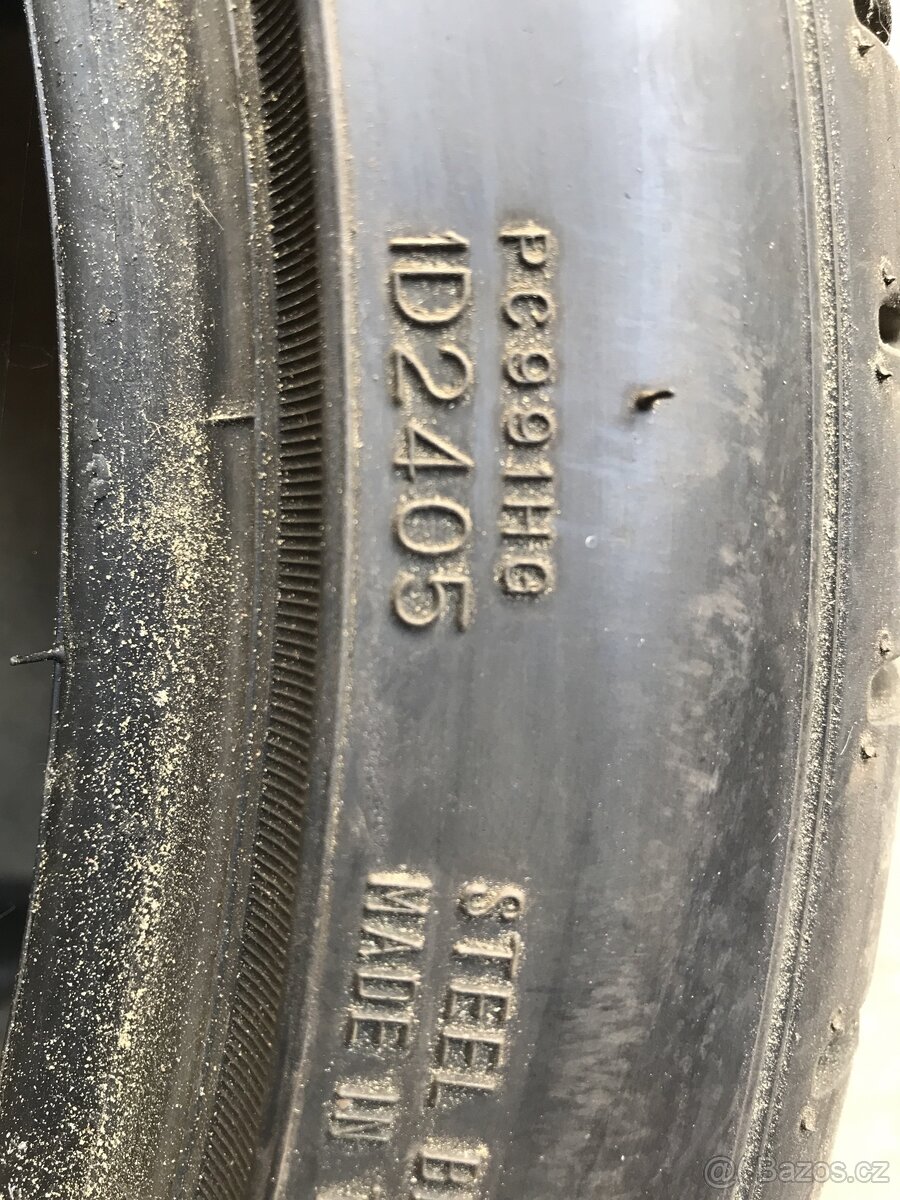 PC991HG
1D2405
STEEL
MADE IN
@ Bazos.cz